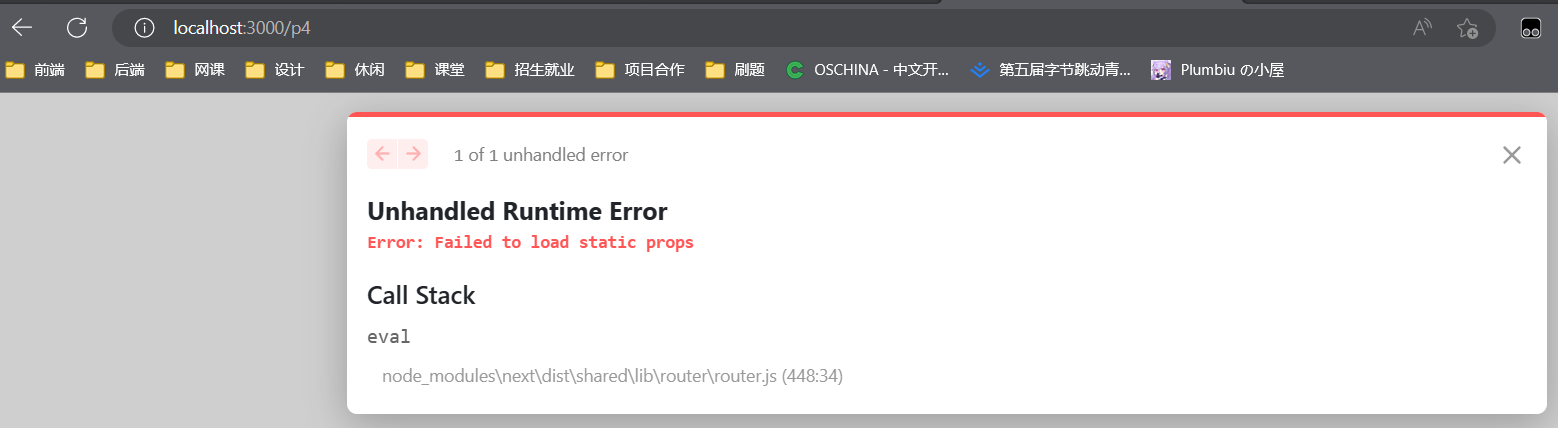 localhost:3000/p4
前端 后端 网课 设计 休闲 课堂 招生就业 项目合作 刷题 OSCHINA - 中文开... 第五届字节跳动青... Plumbiu の小屋
1 of 1 unhandled error
Unhandled Runtime Error
Error: Failed to load static props
Call Stack
eval
node_modules\next\dist\shared\lib\router\router.js (448:34)